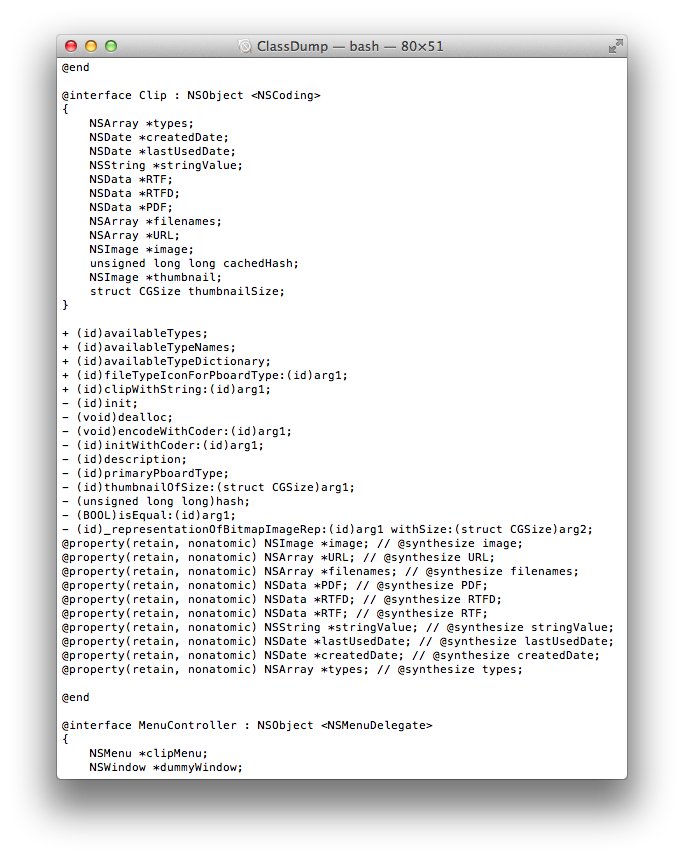 ClassDump — bash — 80×51
@end

@interface Clip : NSObject <NSCoding>
{
    NSArray *types;
    NSDate *createdDate;
    NSDate *lastUsedDate;
    NSString *stringValue;
    NSData *RTF;
    NSData *RTFD;
    NSData *PDF;
    NSArray *filenames;
    NSArray *URL;
    NSImage *image;
    unsigned long long cachedHash;
    NSImage *thumbnail;
    struct CGSize thumbnailSize;
}

+ (id)availableTypes;
+ (id)availableTypeNames;
+ (id)availableTypeDictionary;
+ (id)fileTypeIconForPboardType:(id)arg1;
+ (id)clipWithString:(id)arg1;
- (id)init;
- (void)dealloc;
- (void)encodeWithCoder:(id)arg1;
- (id)initWithCoder:(id)arg1;
- (id)description;
- (id)primaryPboardType;
- (id)thumbnailOfSize:(struct CGSize)arg1;
- (unsigned long long)hash;
- (BOOL)isEqual:(id)arg1;
- (id)_representationOfBitmapImageRep:(id)arg1 withSize:(struct CGSize)arg2;
@property(retain, nonatomic) NSImage *image; // @synthesize image;
@property(retain, nonatomic) NSArray *URL; // @synthesize URL;
@property(retain, nonatomic) NSArray *filenames; // @synthesize filenames;
@property(retain, nonatomic) NSData *PDF; // @synthesize PDF;
@property(retain, nonatomic) NSData *RTFD; // @synthesize RTFD;
@property(retain, nonatomic) NSData *RTF; // @synthesize RTF;
@property(retain, nonatomic) NSString *stringValue; // @synthesize stringValue;
@property(retain, nonatomic) NSDate *lastUsedDate; // @synthesize lastUsedDate;
@property(retain, nonatomic) NSDate *createdDate; // @synthesize createdDate;
@property(retain, nonatomic) NSArray *types; // @synthesize types;

@end

@interface MenuController : NSObject <NSMenuDelegate>
{
    NSMenu *clipMenu;
    NSWindow *dummyWindow;